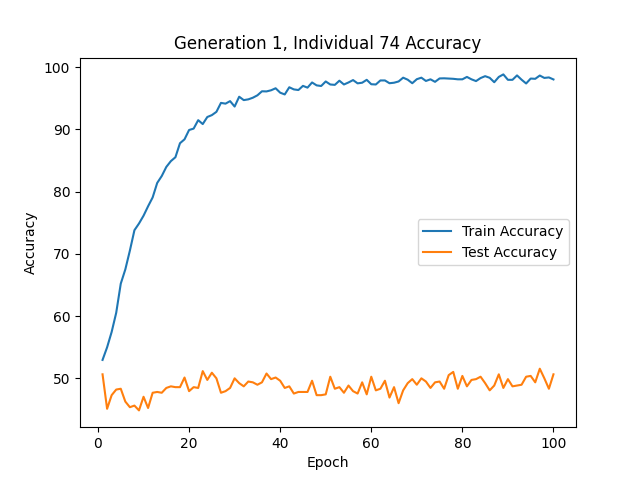 Generation 1, Individual 74 Accuracy
100
90
80
70
60
50
Accuracy
Train Accuracy
Test Accuracy
0 20 40 60 80 100
Epoch